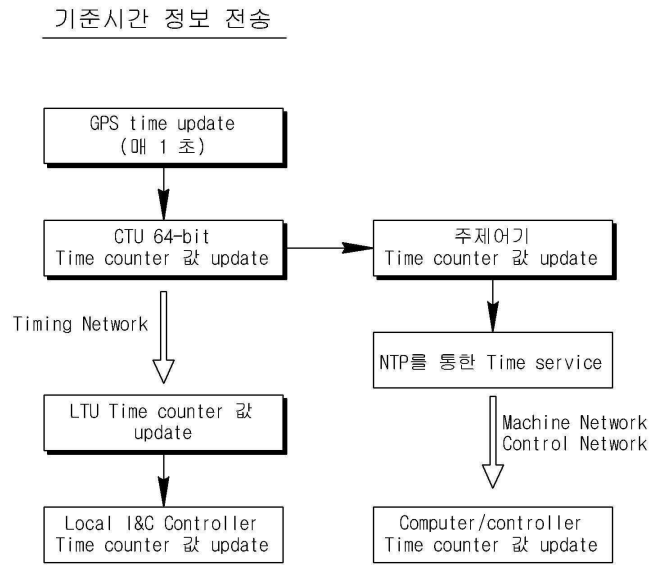 기준시간 정보 전송
GPS time update
(매 1 초)
CTU 64-bit
Time counter 값 update
주제어기
Time counter 값 update
Timing Network
NTP를 통한 Time service
LTU Time counter 값
update
Machine Network
Control Network
Local I&C Controller
Time counter 값 update
Computer/controller
Time counter 값 update